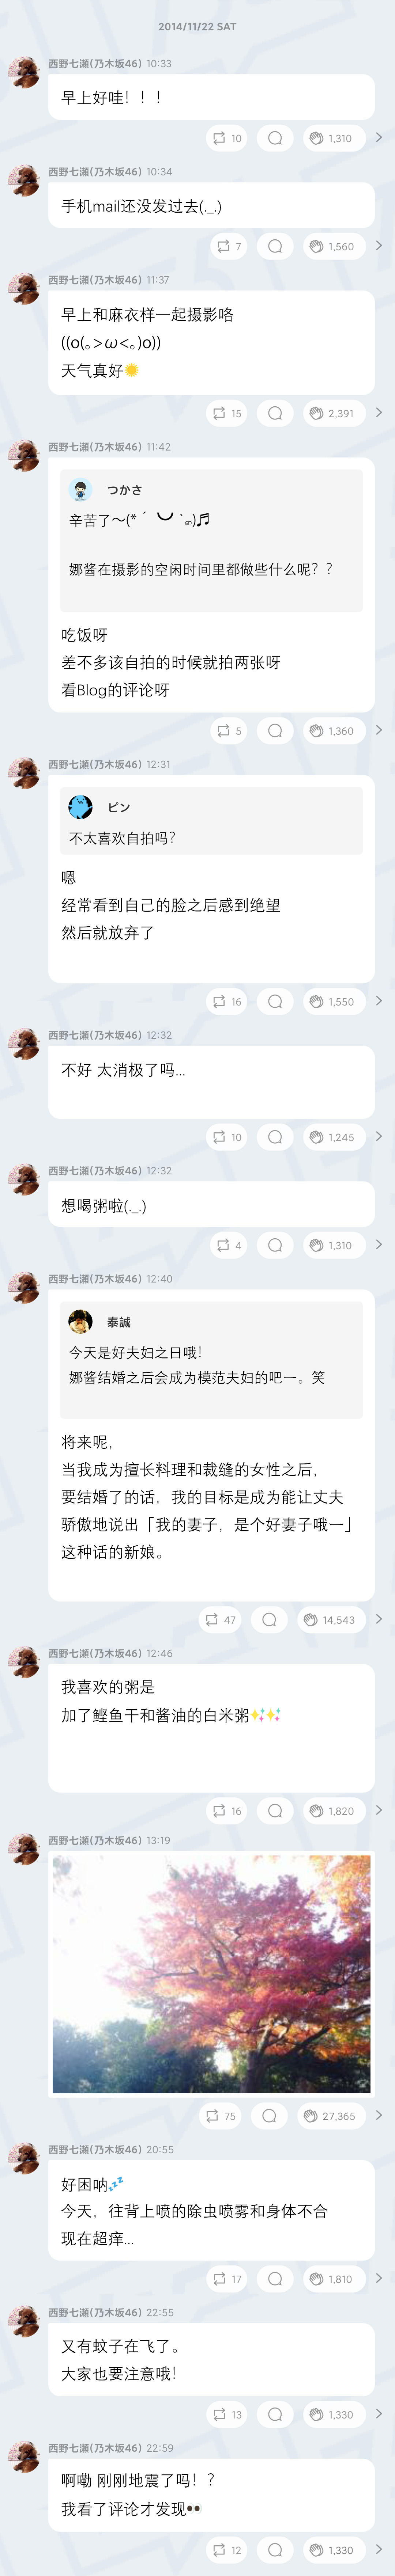 2014/11/22 SAT
西野七瀬(乃木坂46) 10:33
早上好哇！！！
10
1,310
西野七瀬(乃木坂46) 10:34
手机mail还没发过去(._.)
7
1,560
西野七瀬(乃木坂46) 11:37
早上和麻衣样一起摄影咯
((o(｡>ω<｡)o))
天气真好☀
15
2,391
西野七瀬(乃木坂46) 11:42
つかさ
辛苦了～(*´◡`๑)♬
娜酱在摄影的空闲时间里都做些什么呢？？
吃饭呀
差不多该自拍的时候就拍两张呀
看Blog的评论呀
5
1,360
西野七瀬(乃木坂46) 12:31
ピン
不太喜欢自拍吗？
嗯
经常看到自己的脸之后感到绝望
然后就放弃了
16
1,550
西野七瀬(乃木坂46) 12:32
不好 太消极了吗...
10
1,245
西野七瀬(乃木坂46) 12:32
想喝粥啦(._.)
4
1,310
西野七瀬(乃木坂46) 12:40
泰誠
今天是好夫妇之日哦！
娜酱结婚之后会成为模范夫妇的吧一。笑
将来呢，
当我成为擅长料理和裁缝的女性之后，
要结婚了的话，我的目标是成为能让丈夫
骄傲地说出「我的妻子，是个好妻子哦一」
这种话的新娘。
47
14,543
西野七瀬(乃木坂46) 12:46
我喜欢的粥是
加了鲣鱼干和酱油的白米粥✨✨
16
1,820
西野七瀬(乃木坂46) 13:19
75
27,365
西野七瀬(乃木坂46) 20:55
好困呐💤
今天，往背上喷的除虫喷雾和身体不合
现在超痒...
17
1,810
西野七瀬(乃木坂46) 22:55
又有蚊子在飞了。
大家也要注意哦！
13
1,330
西野七瀬(乃木坂46) 22:59
啊嘞 刚刚地震了吗！？
我看了评论才发现👀
12
1,330